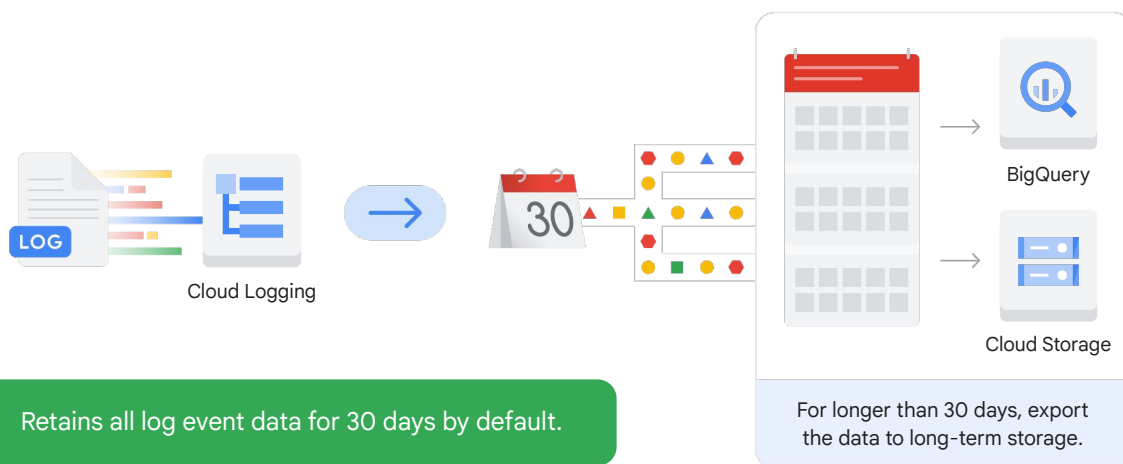 LOG
Cloud Logging
30
BigQuery
Cloud Storage
Retains all log event data for 30 days by default.
For longer than 30 days, export
the data to long-term storage.